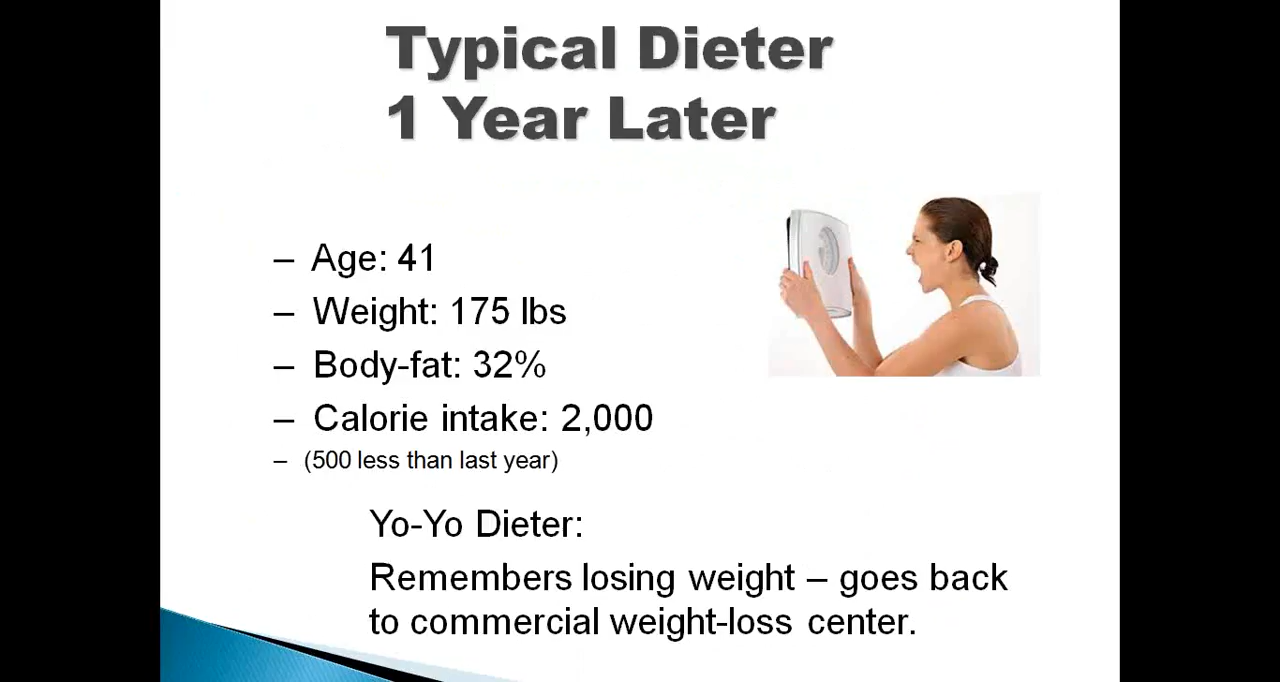 Typical Dieter
1 Year Later
– Age: 41
– Weight: 175 lbs
– Body-fat: 32%
– Calorie intake: 2,000
– (500 less than last year)
Yo-Yo Dieter:
Remembers losing weight – goes back
to commercial weight-loss center.